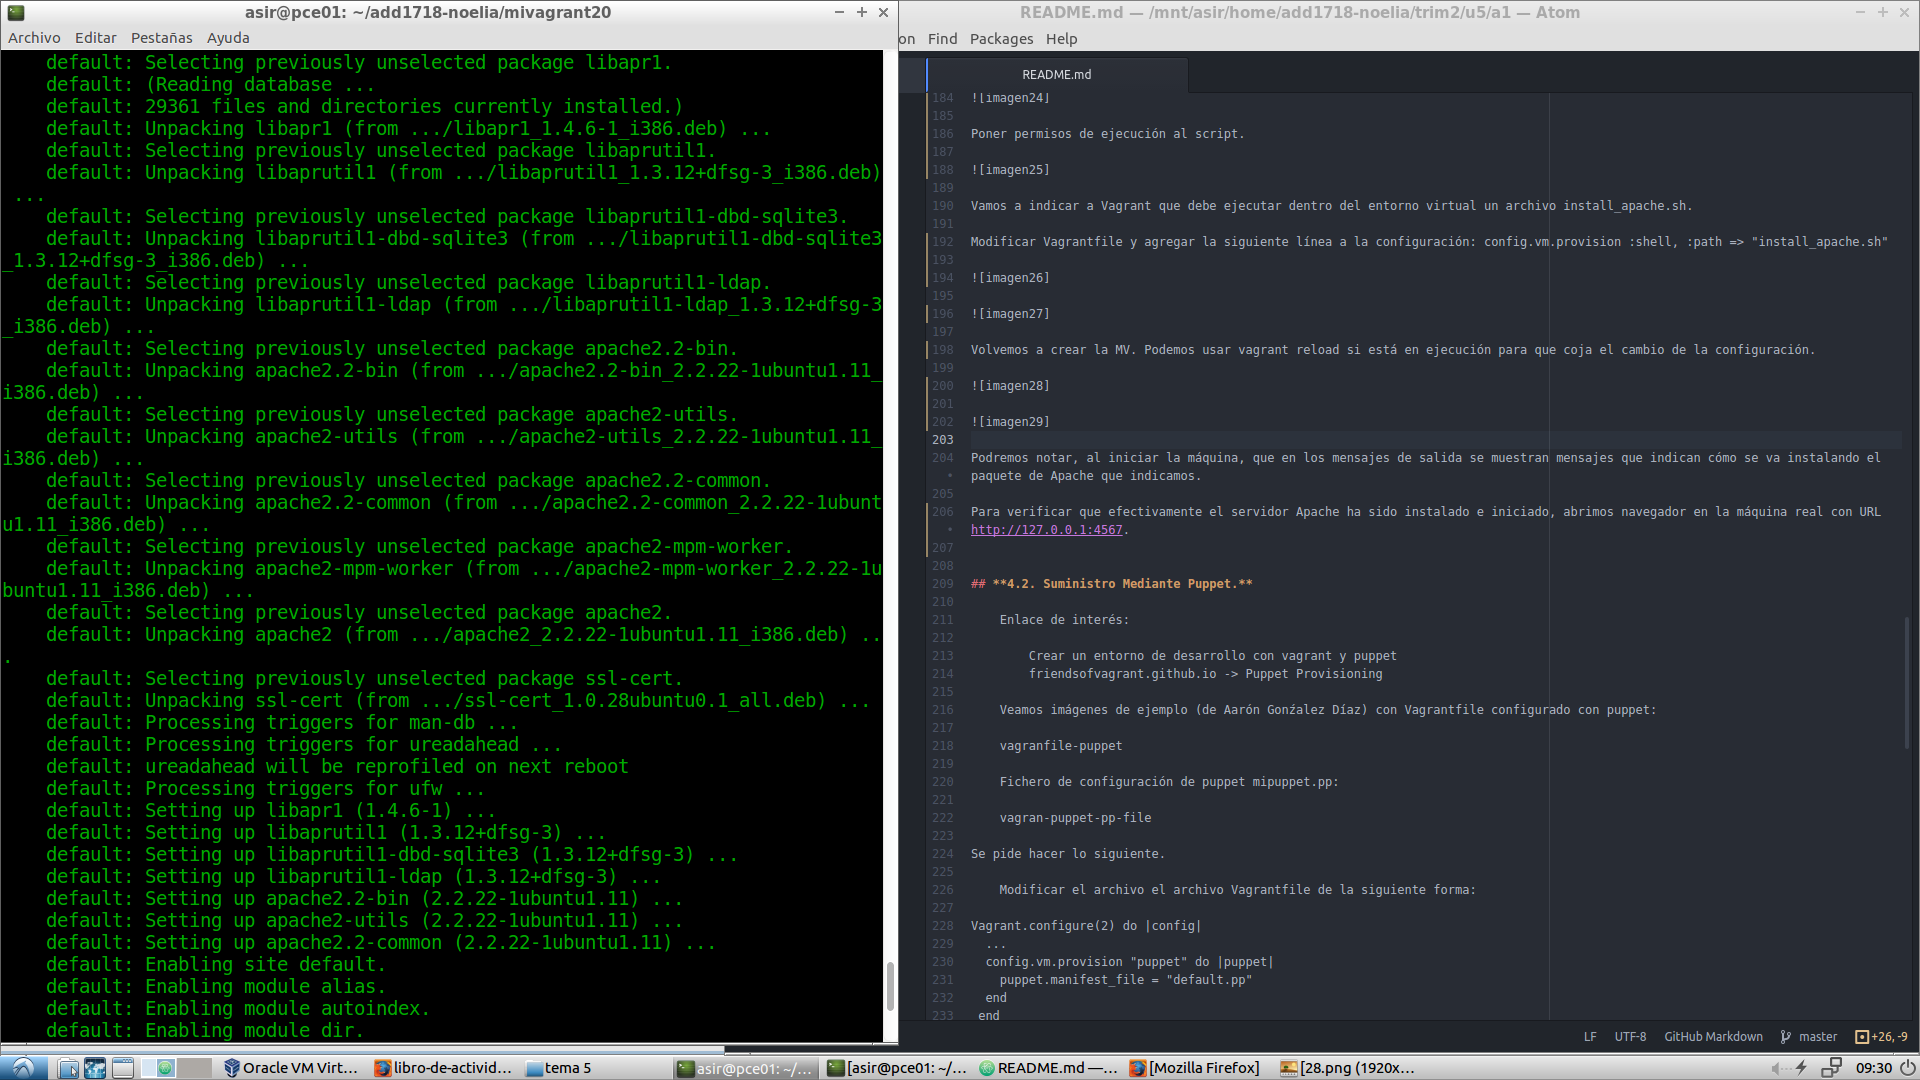 asir@pce01: ~/add1718-noelia/mivagrant20
Archivo Editar Pestañas Ayuda
default: Selecting previously unselected package libapr1.
default: (Reading database ...
default: 29361 files and directories currently installed.)
default: Unpacking libapr1 (from .../libapr1_1.4.6-1_i386.deb) ...
default: Selecting previously unselected package libaprutil1.
default: Unpacking libaprutil1 (from .../libaprutil1_1.3.12+dfsg-3_i386.deb)
...
default: Selecting previously unselected package libaprutil1-dbd-sqlite3.
default: Unpacking libaprutil1-dbd-sqlite3 (from .../libaprutil1-dbd-sqlite3
_1.3.12+dfsg-3_i386.deb) ...
default: Selecting previously unselected package libaprutil1-ldap.
default: Unpacking libaprutil1-ldap (from .../libaprutil1-ldap_1.3.12+dfsg-3
_i386.deb) ...
default: Selecting previously unselected package apache2.2-bin.
default: Unpacking apache2.2-bin (from .../apache2.2-bin_2.2.22-1ubuntu1.11_
i386.deb) ...
default: Selecting previously unselected package apache2-utils.
default: Unpacking apache2-utils (from .../apache2-utils_2.2.22-1ubuntu1.11_
i386.deb) ...
default: Selecting previously unselected package apache2.2-common.
default: Unpacking apache2.2-common (from .../apache2.2-common_2.2.22-1ubunt
u1.11_i386.deb) ...
default: Selecting previously unselected package apache2-mpm-worker.
default: Unpacking apache2-mpm-worker (from .../apache2-mpm-worker_2.2.22-1u
buntu1.11_i386.deb) ...
default: Selecting previously unselected package apache2.
default: Unpacking apache2 (from .../apache2_2.2.22-1ubuntu1.11_i386.deb) ..
.
default: Selecting previously unselected package ssl-cert.
default: Unpacking ssl-cert (from .../ssl-cert_1.0.28ubuntu0.1_all.deb) ...
default: Processing triggers for man-db ...
default: Processing triggers for ureadahead ...
default: ureadahead will be reprofiled on next reboot
default: Processing triggers for ufw ...
default: Setting up libapr1 (1.4.6-1) ...
default: Setting up libaprutil1 (1.3.12+dfsg-3) ...
default: Setting up libaprutil1-dbd-sqlite3 (1.3.12+dfsg-3) ...
default: Setting up libaprutil1-ldap (1.3.12+dfsg-3) ...
default: Setting up apache2.2-bin (2.2.22-1ubuntu1.11) ...
default: Setting up apache2-utils (2.2.22-1ubuntu1.11) ...
default: Setting up apache2.2-common (2.2.22-1ubuntu1.11) ...
default: Enabling site default.
default: Enabling module alias.
default: Enabling module autoindex.
default: Enabling module dir.
README.md — /mnt/asir/home/add1718-noelia/trim2/u5/a1 — Atom
on Find Packages Help
README.md
184 ![imagen24]
185
186 Poner permisos de ejecución al script.
187
188 ![imagen25]
189
190 Vamos a indicar a Vagrant que debe ejecutar dentro del entorno virtual un archivo install_apache.sh.
191
192 Modificar Vagrantfile y agregar la siguiente línea a la configuración: config.vm.provision :shell, :path => "install_apache.sh"
193
194 ![imagen26]
195
196 ![imagen27]
197
198 Volvemos a crear la MV. Podemos usar vagrant reload si está en ejecución para que coja el cambio de la configuración.
199
200 ![imagen28]
201
202 ![imagen29]
203
204 Podremos notar, al iniciar la máquina, que en los mensajes de salida se muestran mensajes que indican cómo se va instalando el
• paquete de Apache que indicamos.
205
206 Para verificar que efectivamente el servidor Apache ha sido instalado e iniciado, abrimos navegador en la máquina real con URL
• http://127.0.0.1:4567.
207
208
209 ## **4.2. Suministro Mediante Puppet.**
210
211 Enlace de interés:
212
213 Crear un entorno de desarrollo con vagrant y puppet
214 friendsofvagrant.github.io -> Puppet Provisioning
215
216 Veamos imágenes de ejemplo (de Aarón Gonźalez Díaz) con Vagrantfile configurado con puppet:
217
218 vagranfile-puppet
219
220 Fichero de configuración de puppet mipuppet.pp:
221
222 vagran-puppet-pp-file
223
224 Se pide hacer lo siguiente.
225
226 Modificar el archivo el archivo Vagrantfile de la siguiente forma:
227
228 Vagrant.configure(2) do |config|
229 ...
230 config.vm.provision "puppet" do |puppet|
231 puppet.manifest_file = "default.pp"
232 end
233 end
LF UTF-8 GitHub Markdown master +26, -9
Oracle VM Virt... libro-de-activid... tema 5 asir@pce01: ~/... [asir@pce01: ~/... README.md —... [Mozilla Firefox] [28.png (1920x... 09:30